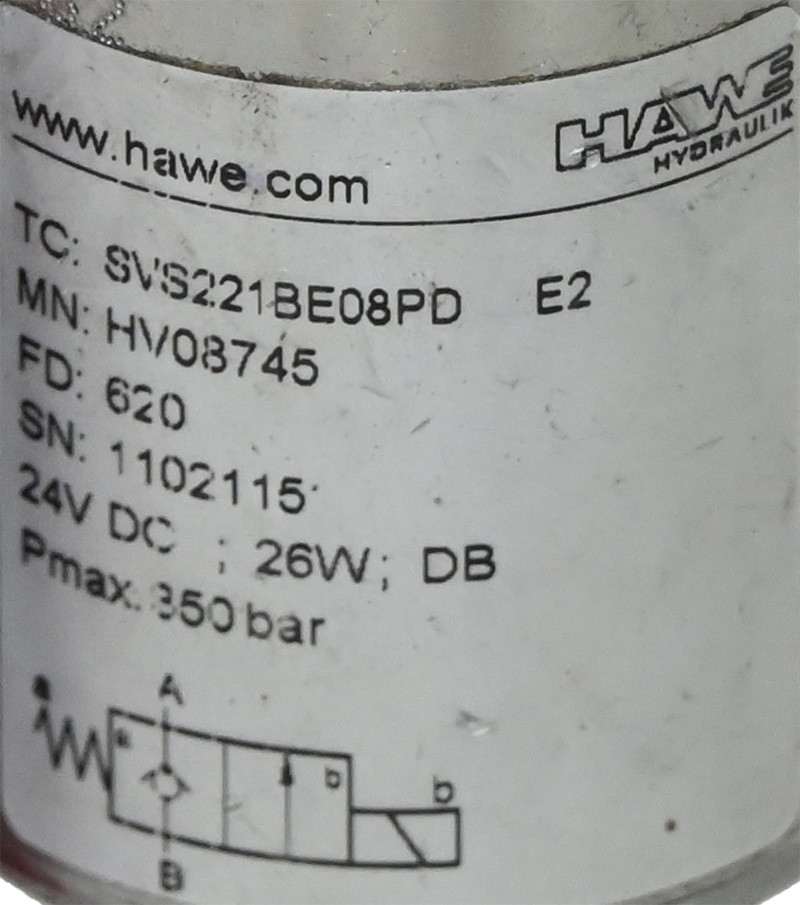 www.hawe.com
HAWE
HYDRAULIK
TC: SVS221BE08PD E2
MN: HV08745
FD: 620
SN: 1102115
24V DC ; 26W; DB
Pmax. 350 bar
a
A
a
b
b
B